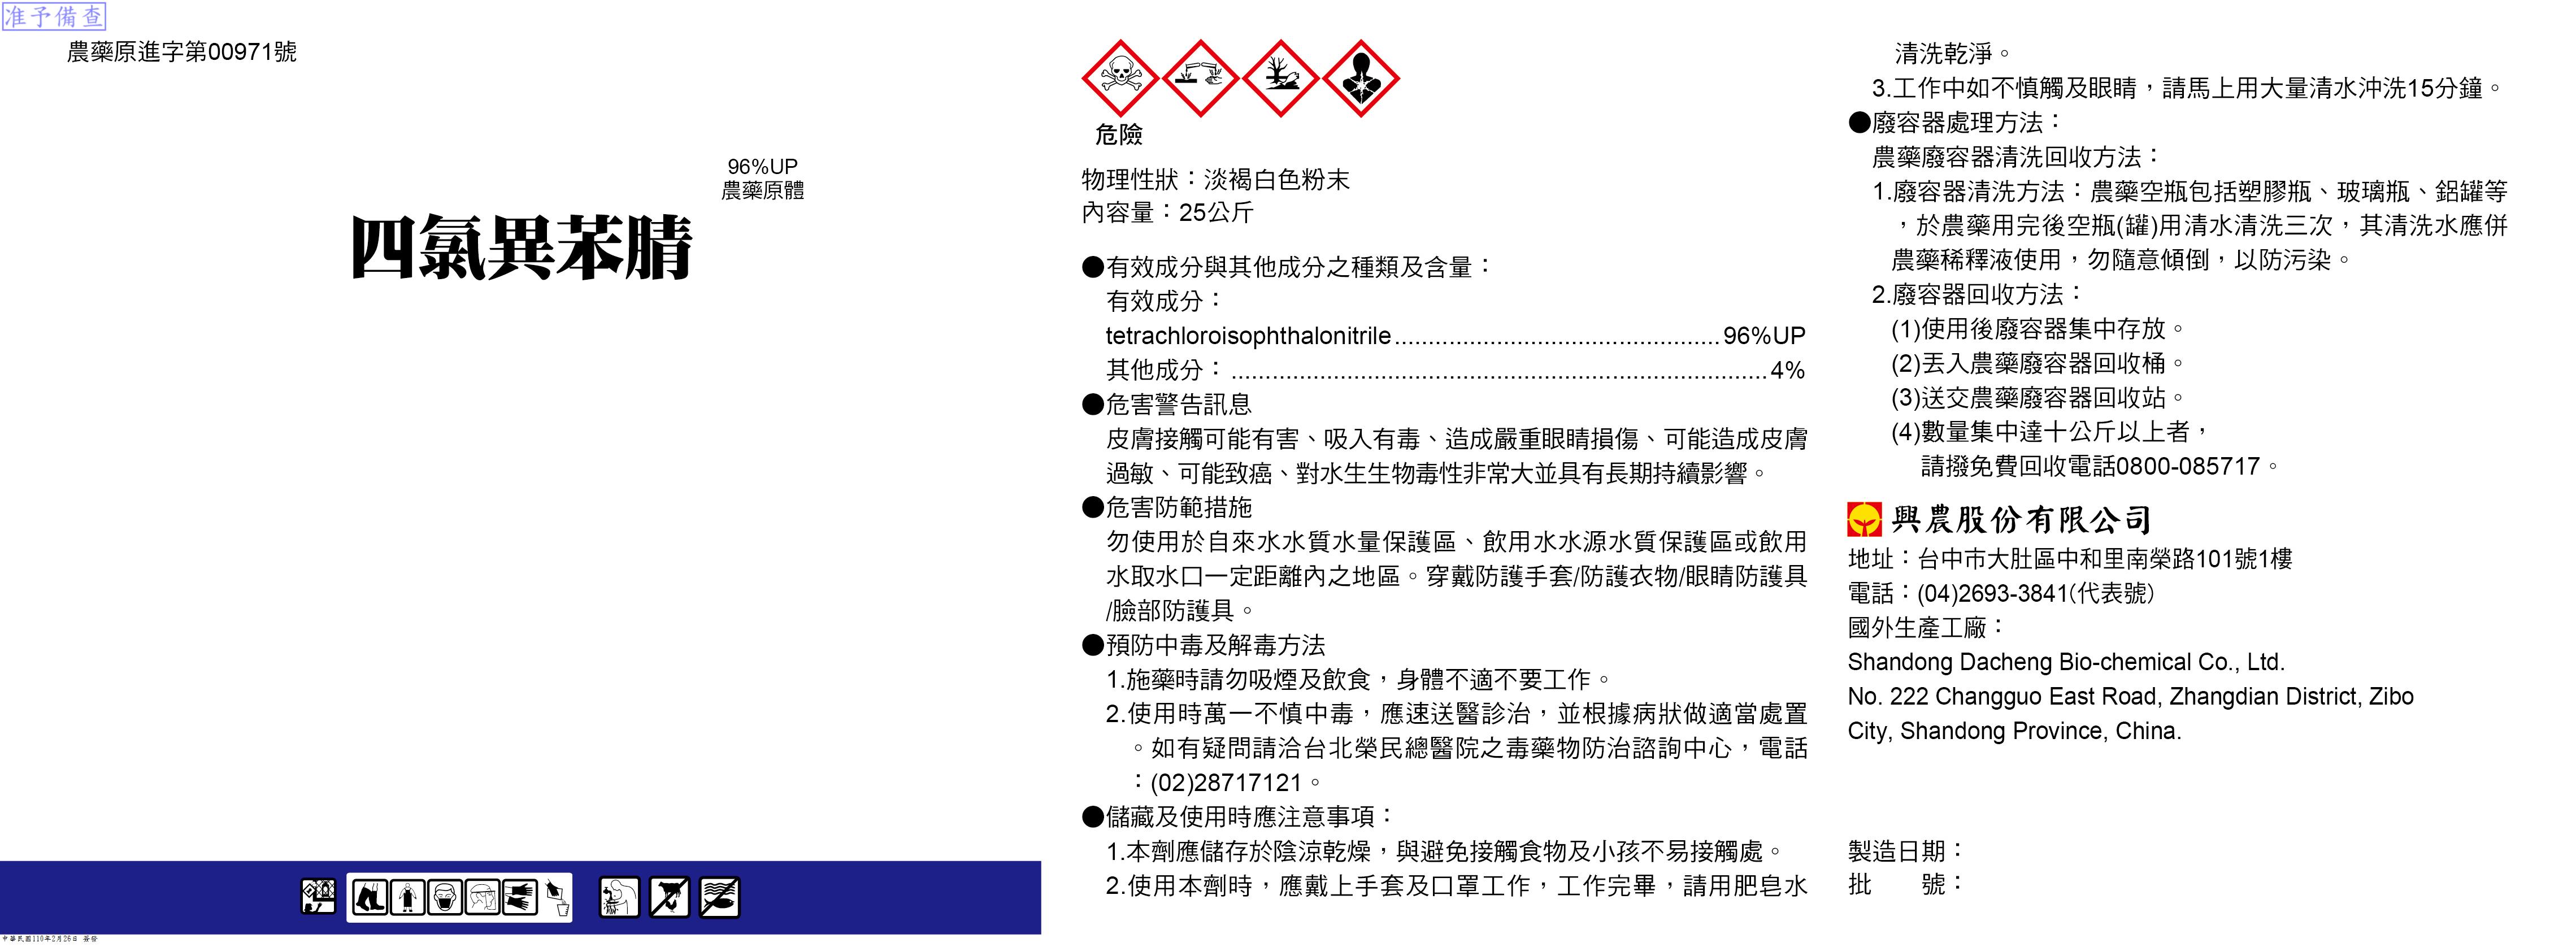 准予備查
農藥原進字第00971號
96%UP
農藥原體
四氯異苯腈
危險
物理性狀：淡褐白色粉末
內容量：25公斤
●有效成分與其他成分之種類及含量：
有效成分：
tetrachloroisophthalonitrile................................................96%UP
其他成分：...............................................................................4%
●危害警告訊息
皮膚接觸可能有害、吸入有毒、造成嚴重眼睛損傷、可能造成皮膚
過敏、可能致癌、對水生生物毒性非常大並具有長期持續影響。
●危害防範措施
勿使用於自來水水質水量保護區、飲用水水源水質保護區或飲用
水取水口一定距離內之地區。穿戴防護手套/防護衣物/眼睛防護具
/臉部防護具。
●預防中毒及解毒方法
1.施藥時請勿吸煙及飲食，身體不適不要工作。
2.使用時萬一不慎中毒，應速送醫診治，並根據病狀做適當處置
。如有疑問請洽台北榮民總醫院之毒藥物防治諮詢中心，電話
：(02)28717121。
●儲藏及使用時應注意事項：
1.本劑應儲存於陰涼乾燥，與避免接觸食物及小孩不易接觸處。
2.使用本劑時，應戴上手套及口罩工作，工作完畢，請用肥皂水
清洗乾淨。
3.工作中如不慎觸及眼睛，請馬上用大量清水沖洗15分鐘。
●廢容器處理方法：
農藥廢容器清洗回收方法：
1.廢容器清洗方法：農藥空瓶包括塑膠瓶、玻璃瓶、鋁罐等
，於農藥用完後空瓶(罐)用清水清洗三次，其清洗水應併
農藥稀釋液使用，勿隨意傾倒，以防污染。
2.廢容器回收方法：
(1)使用後廢容器集中存放。
(2)丟入農藥廢容器回收桶。
(3)送交農藥廢容器回收站。
(4)數量集中達十公斤以上者，
請撥免費回收電話0800-085717。
興農股份有限公司
地址：台中市大肚區中和里南榮路101號1樓
電話：(04)2693-3841(代表號)
國外生產工廠：
Shandong Dacheng Bio-chemical Co., Ltd.
No. 222 Changguo East Road, Zhangdian District, Zibo
City, Shandong Province, China.
製造日期：
批　　號：
中華民國110年2月26日 簽發